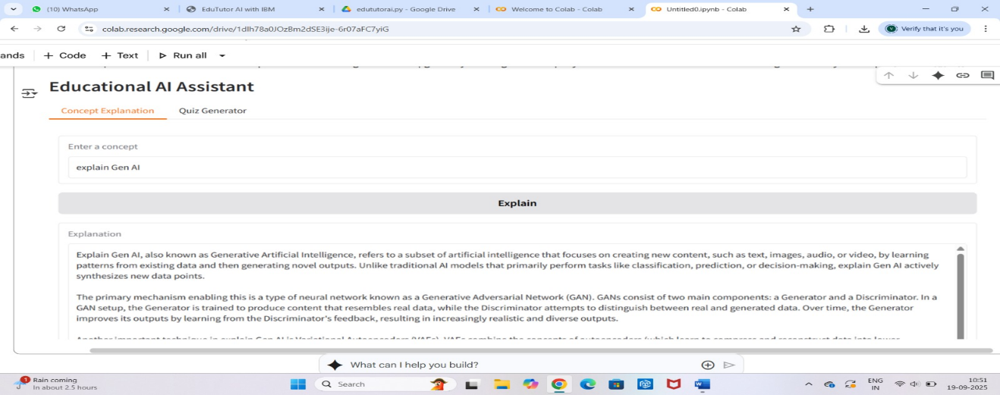 (10) WhatsApp
EduTutor AI with IBM
edututorai.py - Google Drive
Welcome to Colab - Colab
Untitled0.ipynb - Colab
colab.research.google.com/drive/1dlh78a0JOzBm2dSE3ije-6r07aFC7yiG
Verify that it's you
ands
+ Code
+ Text
Run all
Educational AI Assistant
Concept Explanation
Quiz Generator
Enter a concept
explain Gen AI
Explain
Explanation
Explain Gen AI, also known as Generative Artificial Intelligence, refers to a subset of artificial intelligence that focuses on creating new content, such as text, images, audio, or video, by learning
patterns from existing data and then generating novel outputs. Unlike traditional AI models that primarily perform tasks like classification, prediction, or decision-making, explain Gen AI actively
synthesizes new data points.
The primary mechanism enabling this is a type of neural network known as a Generative Adversarial Network (GAN). GANs consist of two main components: a Generator and a Discriminator. In a
GAN setup, the Generator is trained to produce content that resembles real data, while the Discriminator attempts to distinguish between real and generated data. Over time, the Generator
improves its outputs by learning from the Discriminator's feedback, resulting in increasingly realistic and diverse outputs.
What can I help you build?
1
Rain coming
In about 2.5 hours
Search
ENG
IN
10:51
19-09-2025